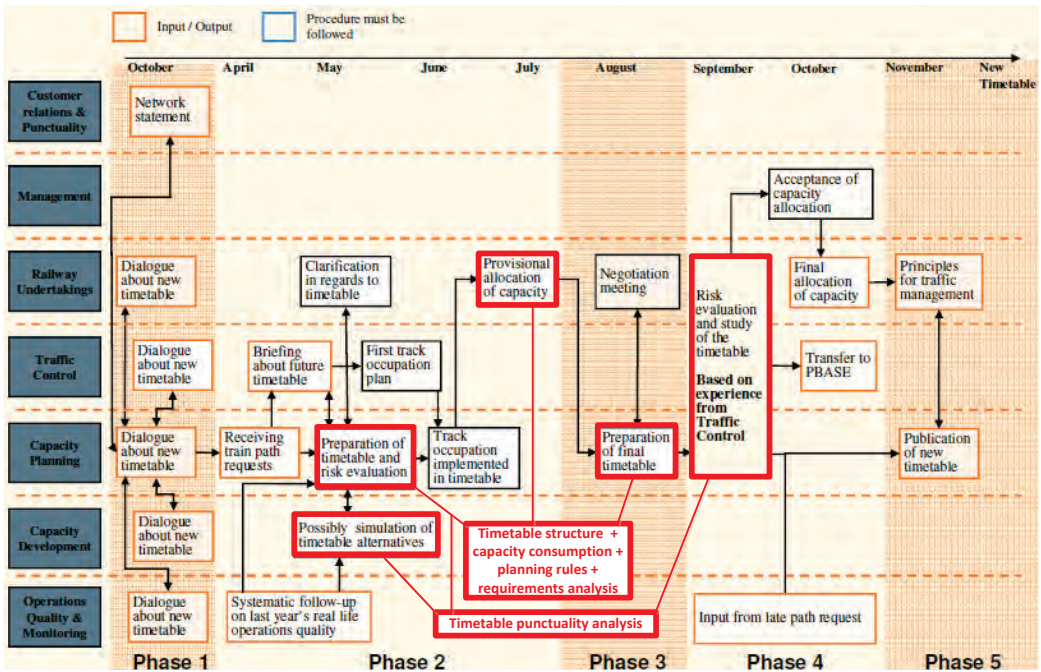 Input / Output
Procedure must be
followed
October
April
May
June
July
August
September
October
November
New
Timetable
Customer
relations &
Punctuality
Network
statement
Management
Acceptance of
capacity
allocation
Railway
Undertakings
Dialogue
about new
timetable
Clarification
in regards to
timetable
Provisional
allocation
of capacity
Negotiation
meeting
Final
allocation
of capacity
Principles
for traffic
management
Risk
evaluation
and study
of the
timetable
Based on
experience
from
Traffic
Control
Traffic
Control
Dialogue
about new
timetable
Briefing
about future
timetable
First track
occupation
plan
Transfer to
PBASE
Capacity
Planning
Dialogue
about new
timetable
Receiving
train path
requests
Preparation of
timetable and
risk evaluation
Track
occupation
implemented
in timetable
Preparation
of final
timetable
Publication
of new
timetable
Capacity
Development
Dialogue
about new
timetable
Possibly simulation of
timetable alternatives
Timetable structure +
capacity consumption +
planning rules +
requirements analysis
Operations
Quality &
Monitoring
Dialogue
about new
timetable
Systematic follow-up
on last year's real life
operations quality
Timetable punctuality analysis
Input from late path request
Phase 1
Phase 2
Phase 3
Phase 4
Phase 5